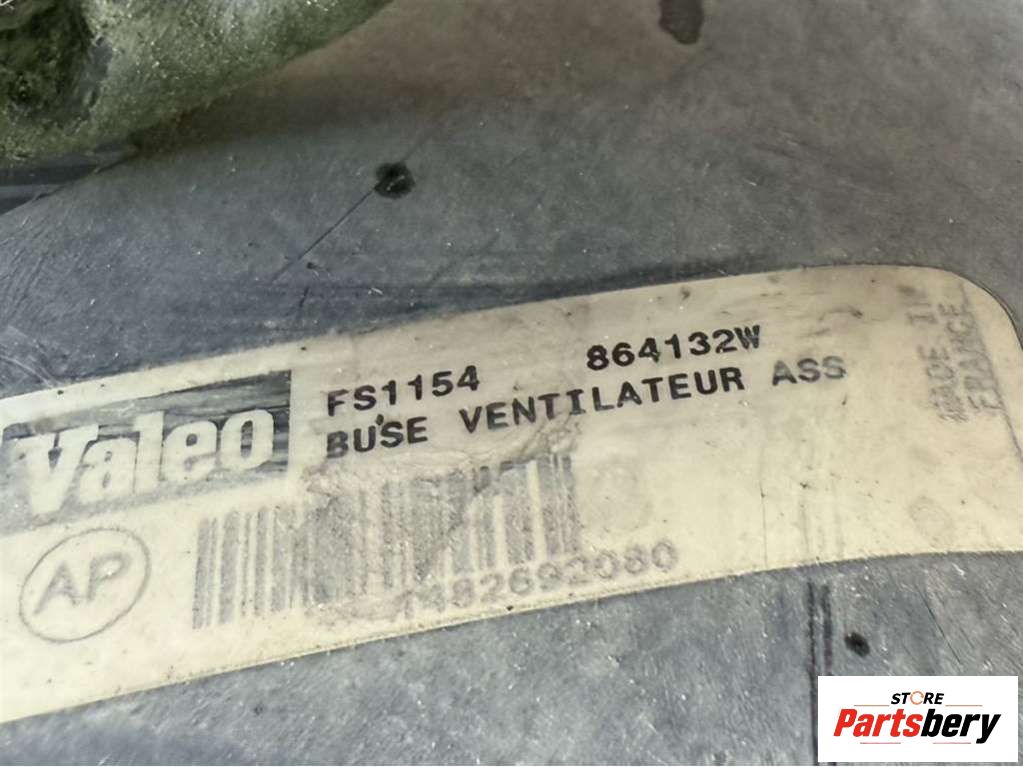 Valeo
FS1154 864132W
BUSE VENTILATEUR ASS
MADE IN
FRANCE
AP
1482692080
STORE
Partsbery